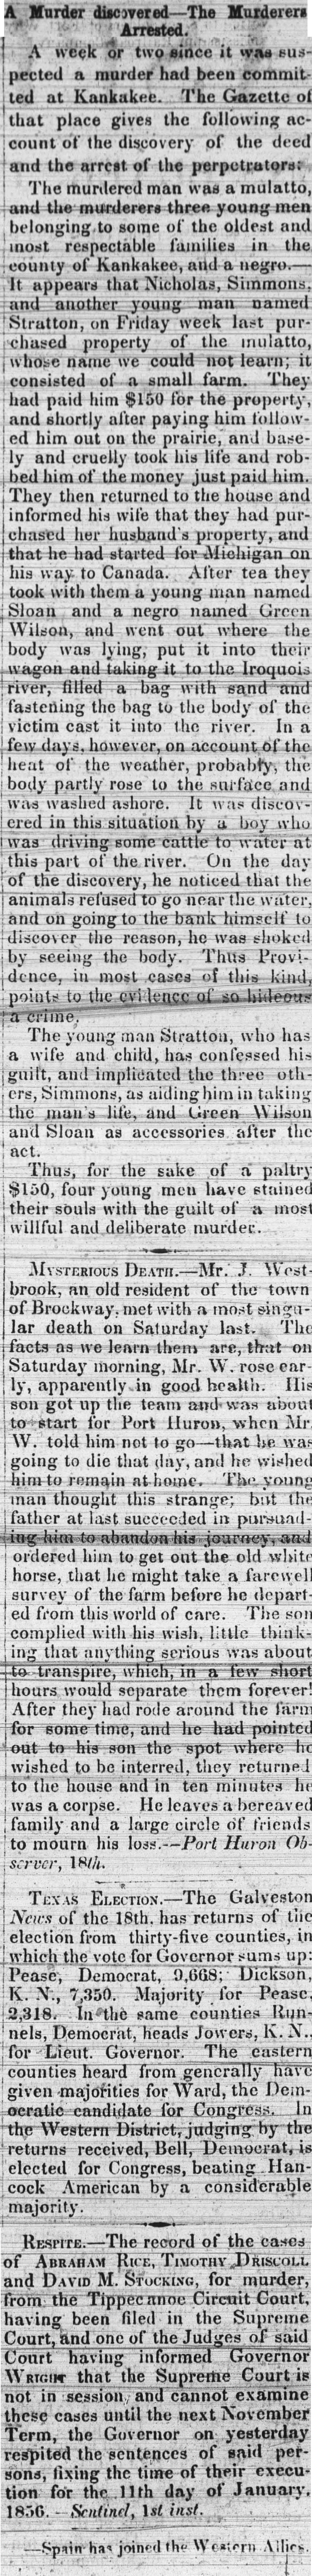 A Murder discovered—The Murderers
Arrested.
A week or two since it was sus-
pected a murder had been commit-
ted at Kankakee. The Gazette of
that place gives the following ac-
count of the discovery of the deed
and the arrest of the perpetrators:
The murdered man was a mulatto,
and the murderers three young men
belonging to some of the oldest and
most respectable families in the
county of Kankakee, and a negro.—
It appears that Nicholas, Simmons,
and another young man named
Stratton, on Friday week last pur-
chased property of the mulatto,
whose name we could not learn; it
consisted of a small farm. They
had paid him $150 for the property,
and shortly after paying him follow-
ed him out on the prairie, and base-
ly and cruelly took his life and rob-
bed him of the money just paid him.
They then returned to the house and
informed his wife that they had pur-
chased her husband's property, and
that he had started for Michigan on
his way to Canada. After tea they
took with them a young man named
Sloan and a negro named Green
Wilson, and went out where the
body was lying, put it into their
wagon and taking it to the Iroquois
river, filled a bag with sand and
fastening the bag to the body of the
victim cast it into the river. In a
few days, however, on account of the
heat of the weather, probably, the
body partly rose to the surface and
was washed ashore. It was discov-
ered in this situation by a boy who
was driving some cattle to water at
this part of the river. On the day
of the discovery, he noticed that the
animals refused to go near the water,
and on going to the bank himself to
discover the reason, he was shoked
by seeing the body. Thus Provi-
dence, in most cases of this kind,
points to the evidence of so hideous
a crime.
The young man Stratton, who has
a wife and child, has confessed his
guilt, and implicated the three oth-
ers, Simmons, as aiding him in taking
the man's life, and Green Wilson
and Sloan as accessories after the
act.
Thus, for the sake of a paltry
$150, four young men have stained
their souls with the guilt of a most
willful and deliberate murder.
MYSTERIOUS DEATH.—Mr. J. West-
brook, an old resident of the town
of Brockway, met with a most singu-
lar death on Saturday last. The
facts as we learn them are, that on
Saturday morning, Mr. W. rose ear-
ly, apparently in good health. His
son got up the team and was about
to start for Port Huron, when Mr.
W. told him not to go—that he was
going to die that day, and he wished
him to remain at home. The young
man thought this strange; but the
father at last succeeded in pursuad-
ing him to abandon his journey, and
ordered him to get out the old white
horse, that he might take a farewell
survey of the farm before he depart-
ed from this world of care. The son
complied with his wish, little think-
ing that anything serious was about
to transpire, which, in a few short
hours would separate them forever!
After they had rode around the farm
for some time, and he had pointed
out to his son the spot where he
wished to be interred, they returned
to the house and in ten minutes he
was a corpse. He leaves a bereaved
family and a large circle of friends
to mourn his loss.—Port Huron Ob-
server, 18th.
TEXAS ELECTION.—The Galveston
News of the 18th. has returns of the
election from thirty-five counties, in
which the vote for Governor sums up:
Pease, Democrat, 9,668; Dickson,
K. N., 7,350. Majority for Pease,
2,318. In the same counties Run-
nels, Democrat, heads Jowers, K. N.,
for Lieut. Governor. The eastern
counties heard from generally have
given majorities for Ward, the Dem-
ocratic candidate for Congress. In
the Western District, judging by the
returns received, Bell, Democrat, is
elected for Congress, beating Han-
cock American by a considerable
majority.
RESPITE.—The record of the cases
of ABRAHAM RICE, TIMOTHY DRISCOLL
and DAVID M. STOCKING, for murder,
from the Tippecanoe Circuit Court,
having been filed in the Supreme
Court, and one of the Judges of said
Court having informed Governor
WRIGHT that the Supreme Court is
not in session, and cannot examine
these cases until the next November
Term, the Governor on yesterday
respited the sentences of said per-
sons, fixing the time of their execu-
tion for the 11th day of January,
1856.—Sentinel, 1st inst.
—Spain has joined the Western Allies.